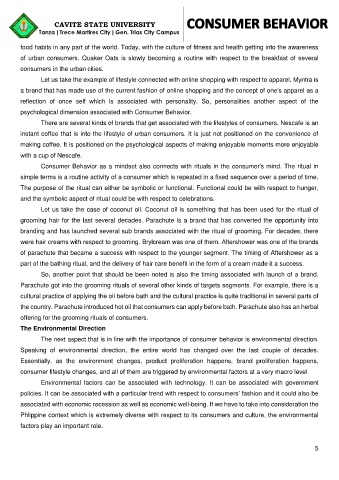 CAVITE STATE UNIVERSITY
Tanza | Trece Martires City | Gen. Trias City Campus
CONSUMER BEHAVIOR
food habits in any part of the world. Today, with the culture of fitness and health getting into the awareness
of urban consumers. Quaker Oats is slowly becoming a routine with respect to the breakfast of several
consumers in the urban cities.
Let us take the example of lifestyle connected with online shopping with respect to apparel. Myntra is
a brand that has made use of the current fashion of online shopping and the concept of one's apparel as a
reflection of once self which is associated with personality. So, personalities another aspect of the
psychological dimension associated with Consumer Behavior.
There are several kinds of brands that get associated with the lifestyles of consumers. Nescafe is an
instant coffee that is into the lifestyle of urban consumers. It is just not positioned on the convenience of
making coffee. It is positioned on the psychological aspects of making enjoyable moments more enjoyable
with a cup of Nescafe.
Consumer Behavior as a mindset also connects with rituals in the consumer's mind. The ritual in
simple terms is a routine activity of a consumer which is repeated in a fixed sequence over a period of time.
The purpose of the ritual can either be symbolic or functional. Functional could be with respect to hunger,
and the symbolic aspect of ritual could be with respect to celebrations.
Let us take the case of coconut oil. Coconut oil is something that has been used for the ritual of
grooming hair for the last several decades. Parachute is a brand that has converted the opportunity into
branding and has launched several sub brands associated with the ritual of grooming. For decades, there
were hair creams with respect to grooming. Brylcream was one of them. Aftershower was one of the brands
of parachute that became a success with respect to the younger segment. The timing of Aftershower as a
part of the bathing ritual, and the delivery of hair care benefit in the form of a cream made it a success.
So, another point that should be been noted is also the timing associated with launch of a brand.
Parachute got into the grooming rituals of several other kinds of targets segments. For example, there is a
cultural practice of applying the oil before bath and the cultural practice is quite traditional in several parts of
the country. Parachute introduced hot oil that consumers can apply before bath. Parachute also has an herbal
offering for the grooming rituals of consumers.
The Environmental Direction
The next aspect that is in line with the importance of consumer behavior is environmental direction.
Speaking of environmental direction, the entire world has changed over the last couple of decades.
Essentially, as the environment changes, product proliferation happens, brand proliferation happens,
consumer lifestyle changes, and all of them are triggered by environmental factors at a very macro level.
Environmental factors can be associated with technology. It can be associated with government
policies. It can be associated with a particular trend with respect to consumers' fashion and it could also be
associated with economic recession as well as economic well-being. If we have to take into consideration the
Phlippine context which is extremely diverse with respect to its consumers and culture, the environmental
factors play an important role.
5